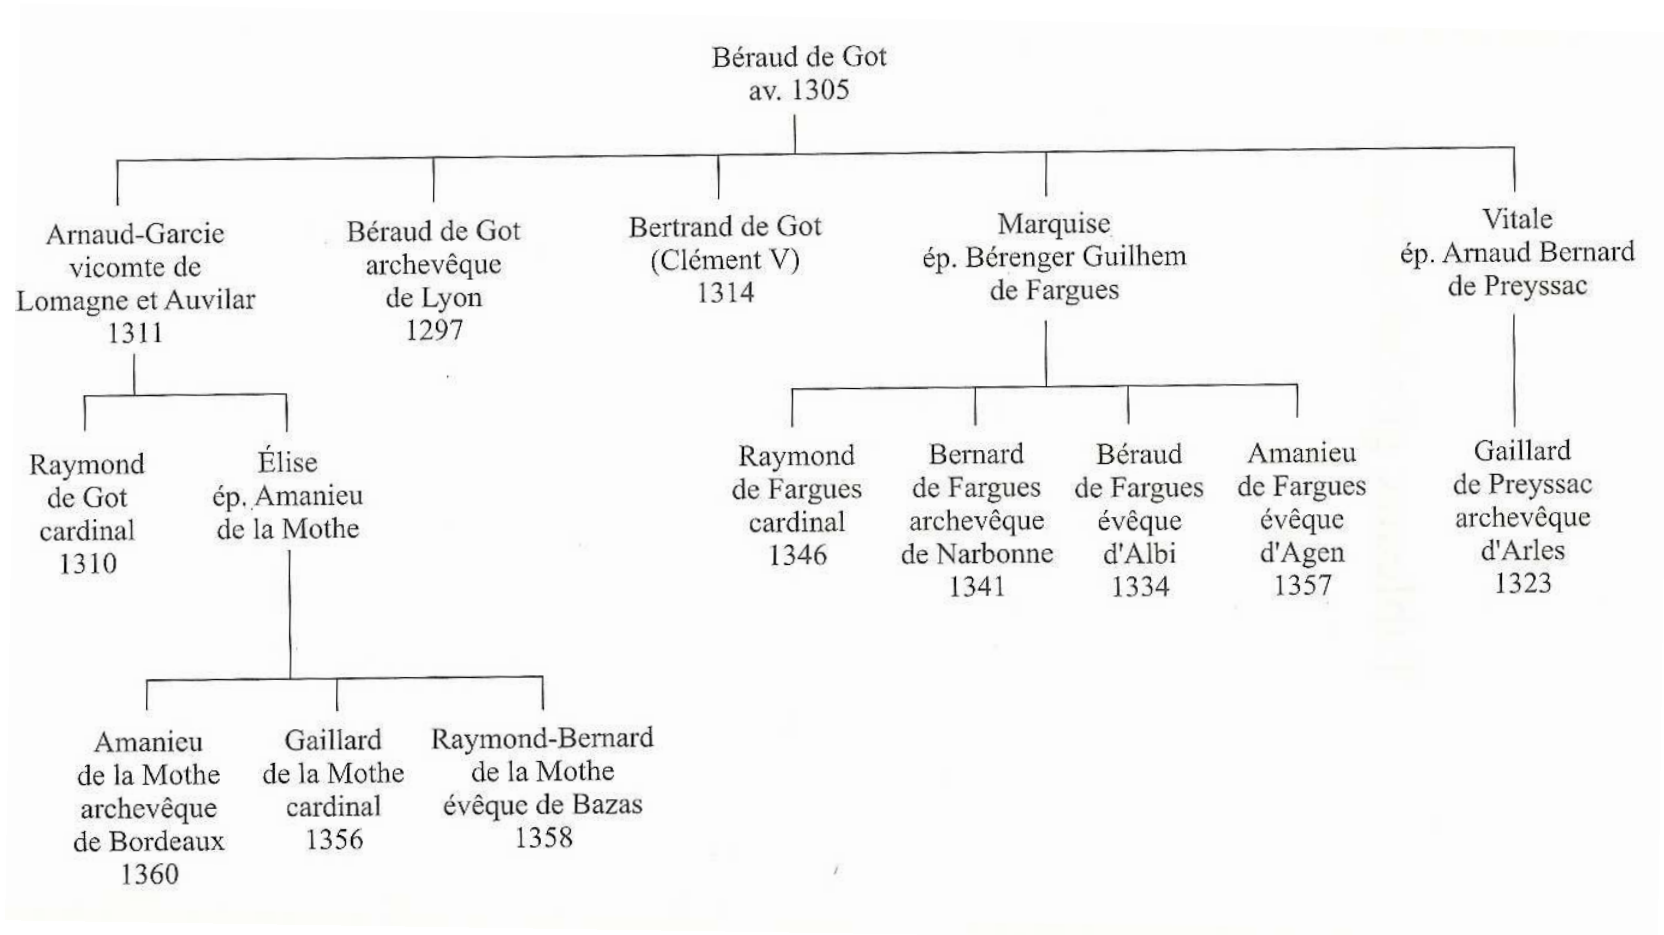 Béraud de Got
av. 1305
Arnaud-Garcie
vicomte de
Lomagne et Auvilar
1311
Béraud de Got
archevêque
de Lyon
1297
Bertrand de Got
(Clément V)
1314
Marquise
ép. Bérenger Guilhem
de Fargues
Vitale
ép. Arnaud Bernard
de Preyssac
Raymond
de Got
cardinal
1310
Élise
ép. Amanieu
de la Mothe
Raymond
de Fargues
cardinal
1346
Bernard
de Fargues
archevêque
de Narbonne
1341
Béraud
de Fargues
évêque
d'Albi
1334
Amanieu
de Fargues
évêque
d'Agen
1357
Gaillard
de Preyssac
archevêque
d'Arles
1323
Amanieu
de la Mothe
archevêque
de Bordeaux
1360
Gaillard
de la Mothe
cardinal
1356
Raymond-Bernard
de la Mothe
évêque de Bazas
1358